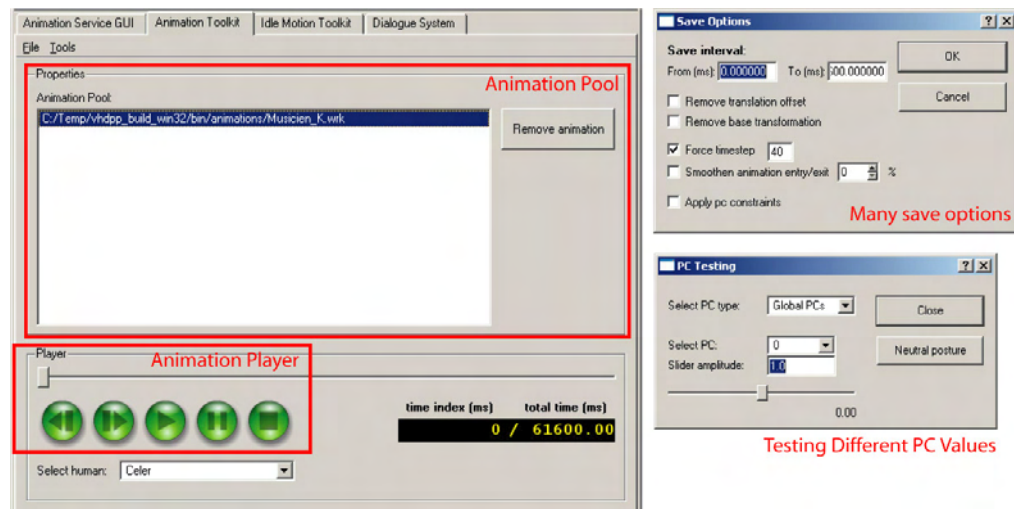 Animation Service GUI Animation Toolkit Idle Motion Toolkit Dialogue System
File Tools
Properties
Animation Pool
Animation Pool:
C:/Temp/vhdpp_build_win32/bin/animations/Musicien_K.wrk
Remove animation
Player
Animation Player
time index (ms) total time (ms)
0 / 61600.00
Select human: Celer
Save Options
Save interval:
From (ms): 0.000000 To (ms): 500.000000
OK
Cancel
Remove translation offset
Remove base transformation
Force timestep 40
Smoothen animation entry/exit 0 %
Apply pc constraints
Many save options
PC Testing
Select PC type: Global PCs
Close
Select PC: 0
Neutral posture
Slider amplitude: 1.0
0.00
Testing Different PC Values